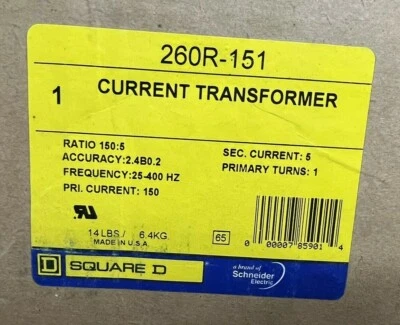 260R-151
1 CURRENT TRANSFORMER
RATIO 150:5
ACCURACY:2.4B0.2
FREQUENCY:25-400 HZ
PRI. CURRENT: 150
SEC. CURRENT: 5
PRIMARY TURNS: 1
14 LBS/ 6.4KG.
MADE IN U.S.A.
65
0 00007 85901 4
D SQUARE D
a brand of
Schneider
Electric